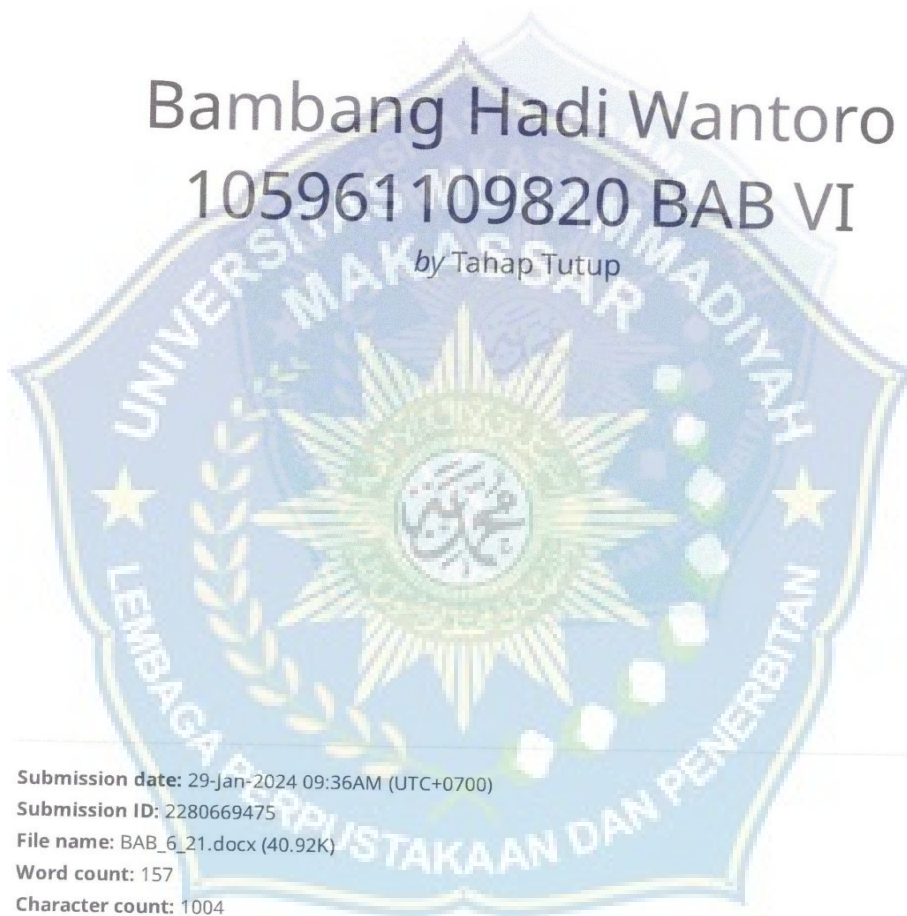 Bambang Hadi Wantoro
105961109820 BAB VI
by Tahap Tutup
UNIVERSITAS MUHAMMADIYAH
MAKASSAR
محمد
LEMBAGA PERPUSTAKAAN DAN PENERBITAN
Submission date: 29-Jan-2024 09:36AM (UTC+0700)
Submission ID: 2280669475
File name: BAB_6_21.docx (40.92K)
Word count: 157
Character count: 1004